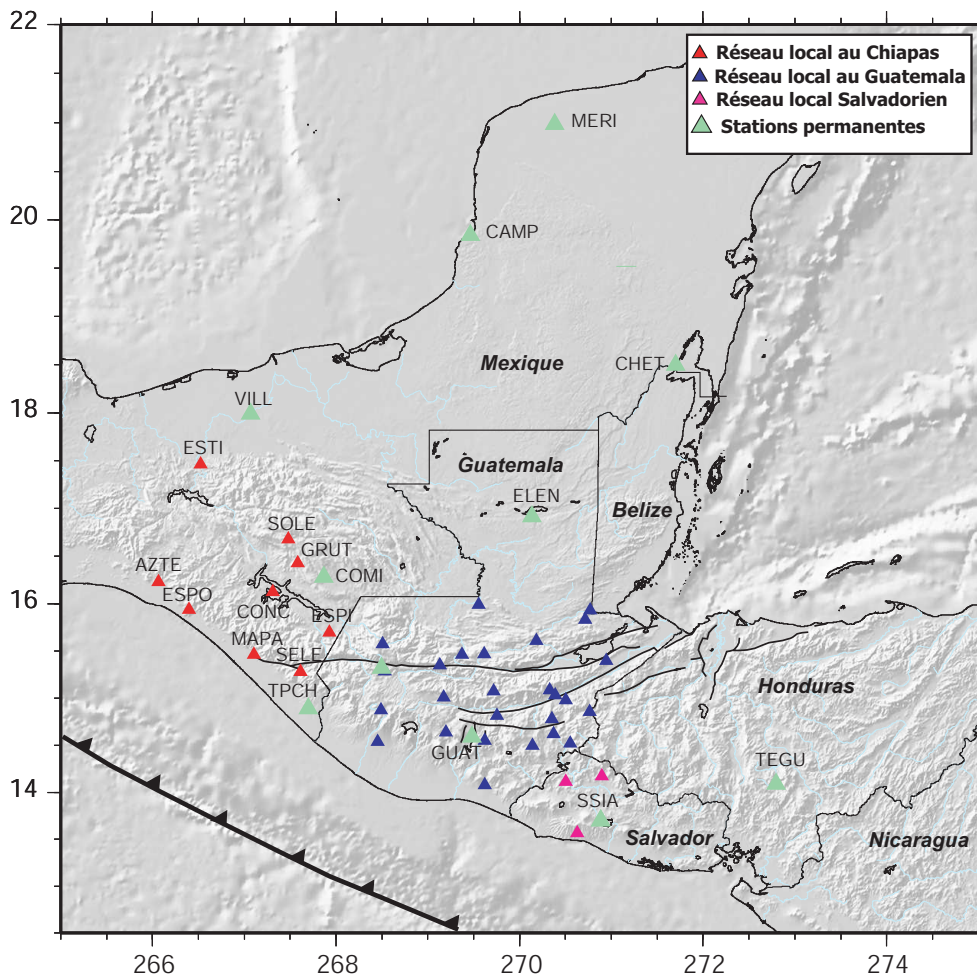 22
20
18
16
14
Réseau local au Chiapas
Réseau local au Guatemala
Réseau local Salvadorien
Stations permanentes
MERI
CAMP
Mexique
CHET
VILL
ESTI
Guatemala
ELEN
Belize
SOLE
GRUT
AZTE
COMI
ESPO
CONC
ESPI
MAPA
SELE
TPCH
Honduras
GUAT
TEGU
SSIA
Salvador
Nicaragua
266
268
270
272
274